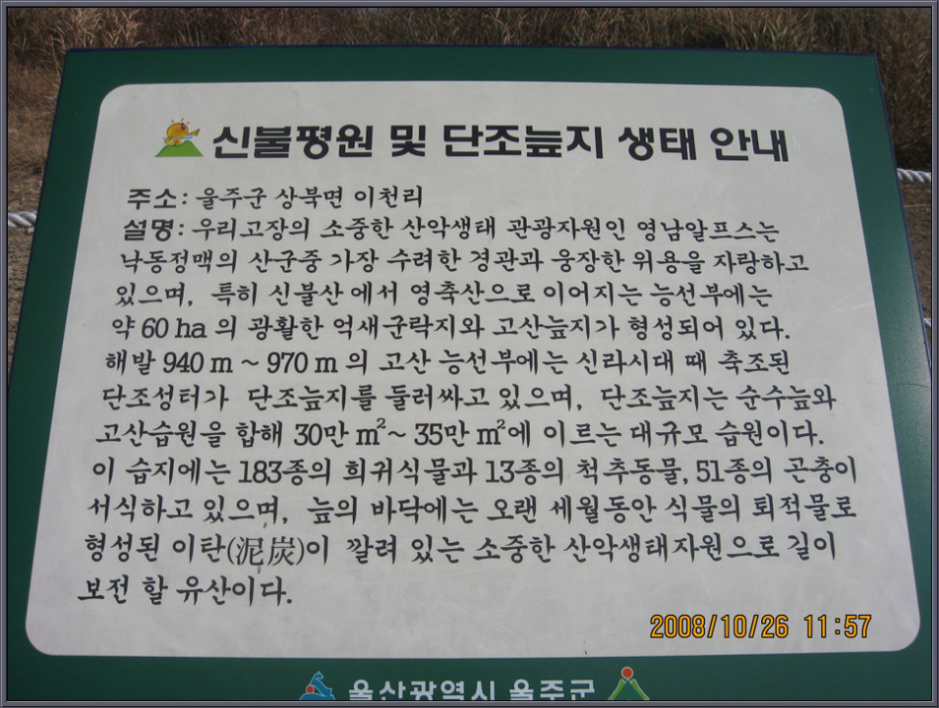 신불평원 및 단조늪지 생태 안내
주소: 울주군 상북면 이천리
설명: 우리고장의 소중한 산악생태 관광자원인 영남알프스는
낙동정맥의 산군중 가장 수려한 경관과 웅장한 위용을 자랑하고
있으며, 특히 신불산 에서 영축산으로 이어지는 능선부에는
약 60 ha 의 광활한 억새군락지와 고산늪지가 형성되어 있다.
해발 940 m ~ 970 m 의 고산 능선부에는 신라시대 때 축조된
단조성터가 단조늪지를 둘러싸고 있으며, 단조늪지는 순수늪와
고산습원을 합해 30만 m²~ 35만 m²에 이르는 대규모 습원이다.
이 습지에는 183종의 희귀식물과 13종의 척추동물, 51종의 곤충이
서식하고 있으며, 늪의 바닥에는 오랜 세월동안 식물의 퇴적물로
형성된 이탄(泥炭)이 깔려 있는 소중한 산악생태자원으로 길이
보전 할 유산이다.
2008/10/26 11:57
울산광역시 울주군